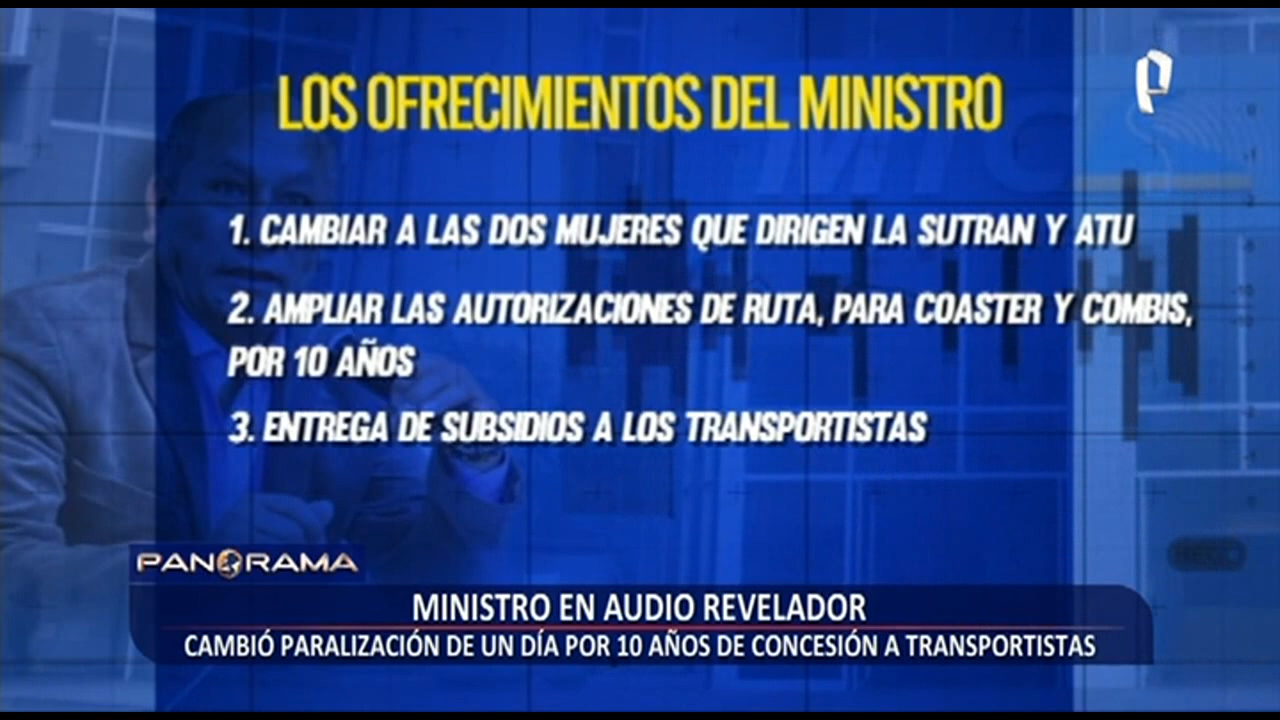 LOS OFRECIMIENTOS DEL MINISTRO
P
MTC
1. CAMBIAR A LAS DOS MUJERES QUE DIRIGEN LA SUTRAN Y ATU
2. AMPLIAR LAS AUTORIZACIONES DE RUTA, PARA COASTER Y COMBIS,
POR 10 AÑOS
3. ENTREGA DE SUBSIDIOS A LOS TRANSPORTISTAS
REC
PANORAMA
MINISTRO EN AUDIO REVELADOR
CAMBIÓ PARALIZACIÓN DE UN DÍA POR 10 AÑOS DE CONCESIÓN A TRANSPORTISTAS